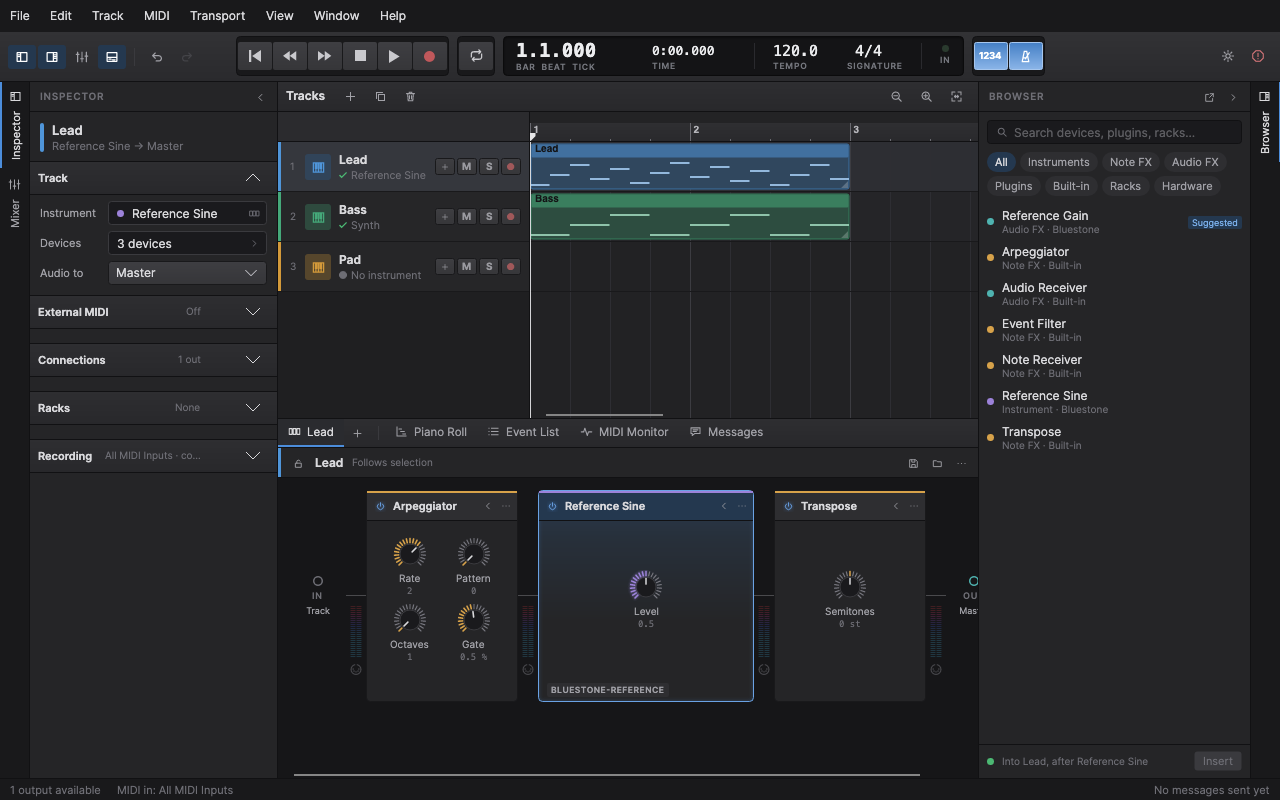 File Edit Track MIDI Transport View Window Help
1.1.000
BAR BEAT TICK
0:00.000
TIME
120.0
TEMPO
4/4
SIGNATURE
IN
1234
Inspector
Mixer
INSPECTOR
Lead
Reference Sine → Master
Track
Instrument Reference Sine
Devices 3 devices
Audio to Master
External MIDI Off
Connections 1 out
Racks None
Recording All MIDI Inputs · co...
Tracks
1 2 3
1 Lead M S
Reference Sine
2 Bass M S
Synth
3 Pad M S
No instrument
Lead
Bass
Lead Piano Roll Event List MIDI Monitor Messages
Lead Follows selection
IN
Track
Arpeggiator
Rate
2
Pattern
0
Octaves
1
Gate
0.5 %
Reference Sine
Level
0.5
BLUESTONE-REFERENCE
Transpose
Semitones
0 st
OU
Mas
BROWSER
Search devices, plugins, racks...
All Instruments Note FX Audio FX
Plugins Built-in Racks Hardware
Reference Gain
Audio FX · Bluestone
Suggested
Arpeggiator
Note FX · Built-in
Audio Receiver
Audio FX · Built-in
Event Filter
Note FX · Built-in
Note Receiver
Note FX · Built-in
Reference Sine
Instrument · Bluestone
Transpose
Note FX · Built-in
Into Lead, after Reference Sine Insert
Browser
1 output available MIDI in: All MIDI Inputs
No messages sent yet